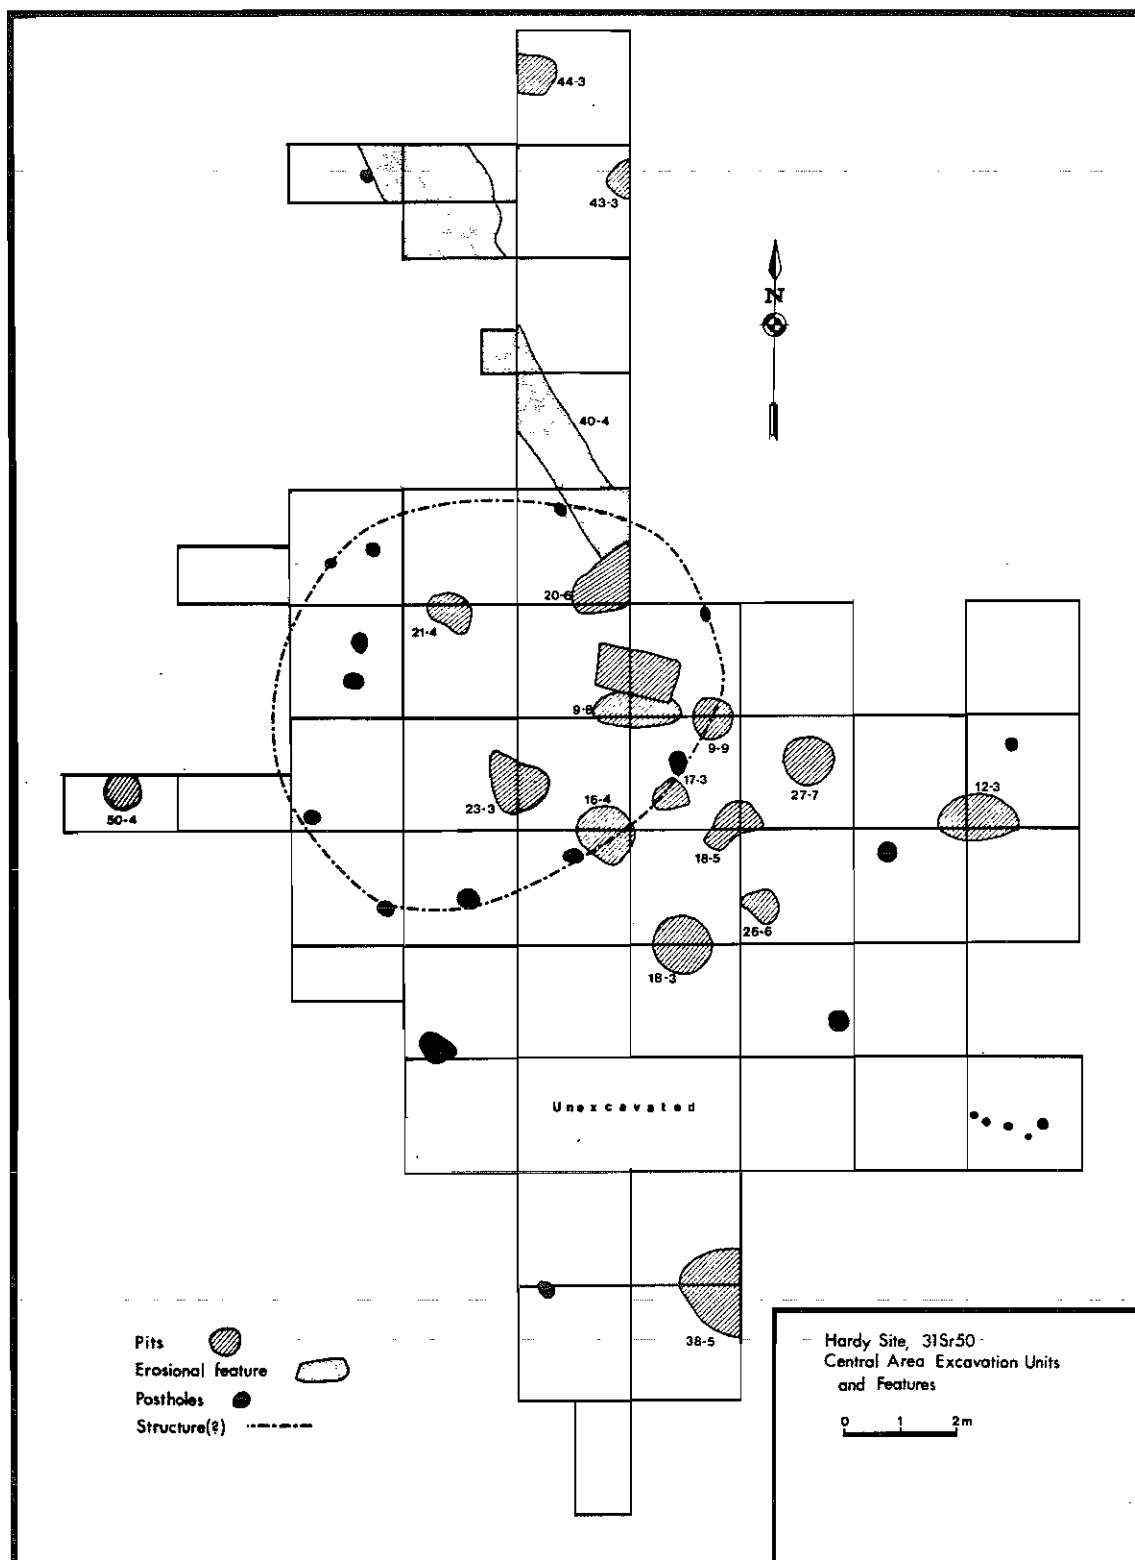 44-3
43-3
N
40-4
20-6
21-4
9-8
9-9
17-3
27-7
23-3
16-4
12-3
50-4
18-5
26-6
18-3
Unexcavated
38-5
Pits
Erosional feature
Postholes
Structure(?)
Hardy Site, 31Sr50
Central Area Excavation Units
and Features
0 1 2m